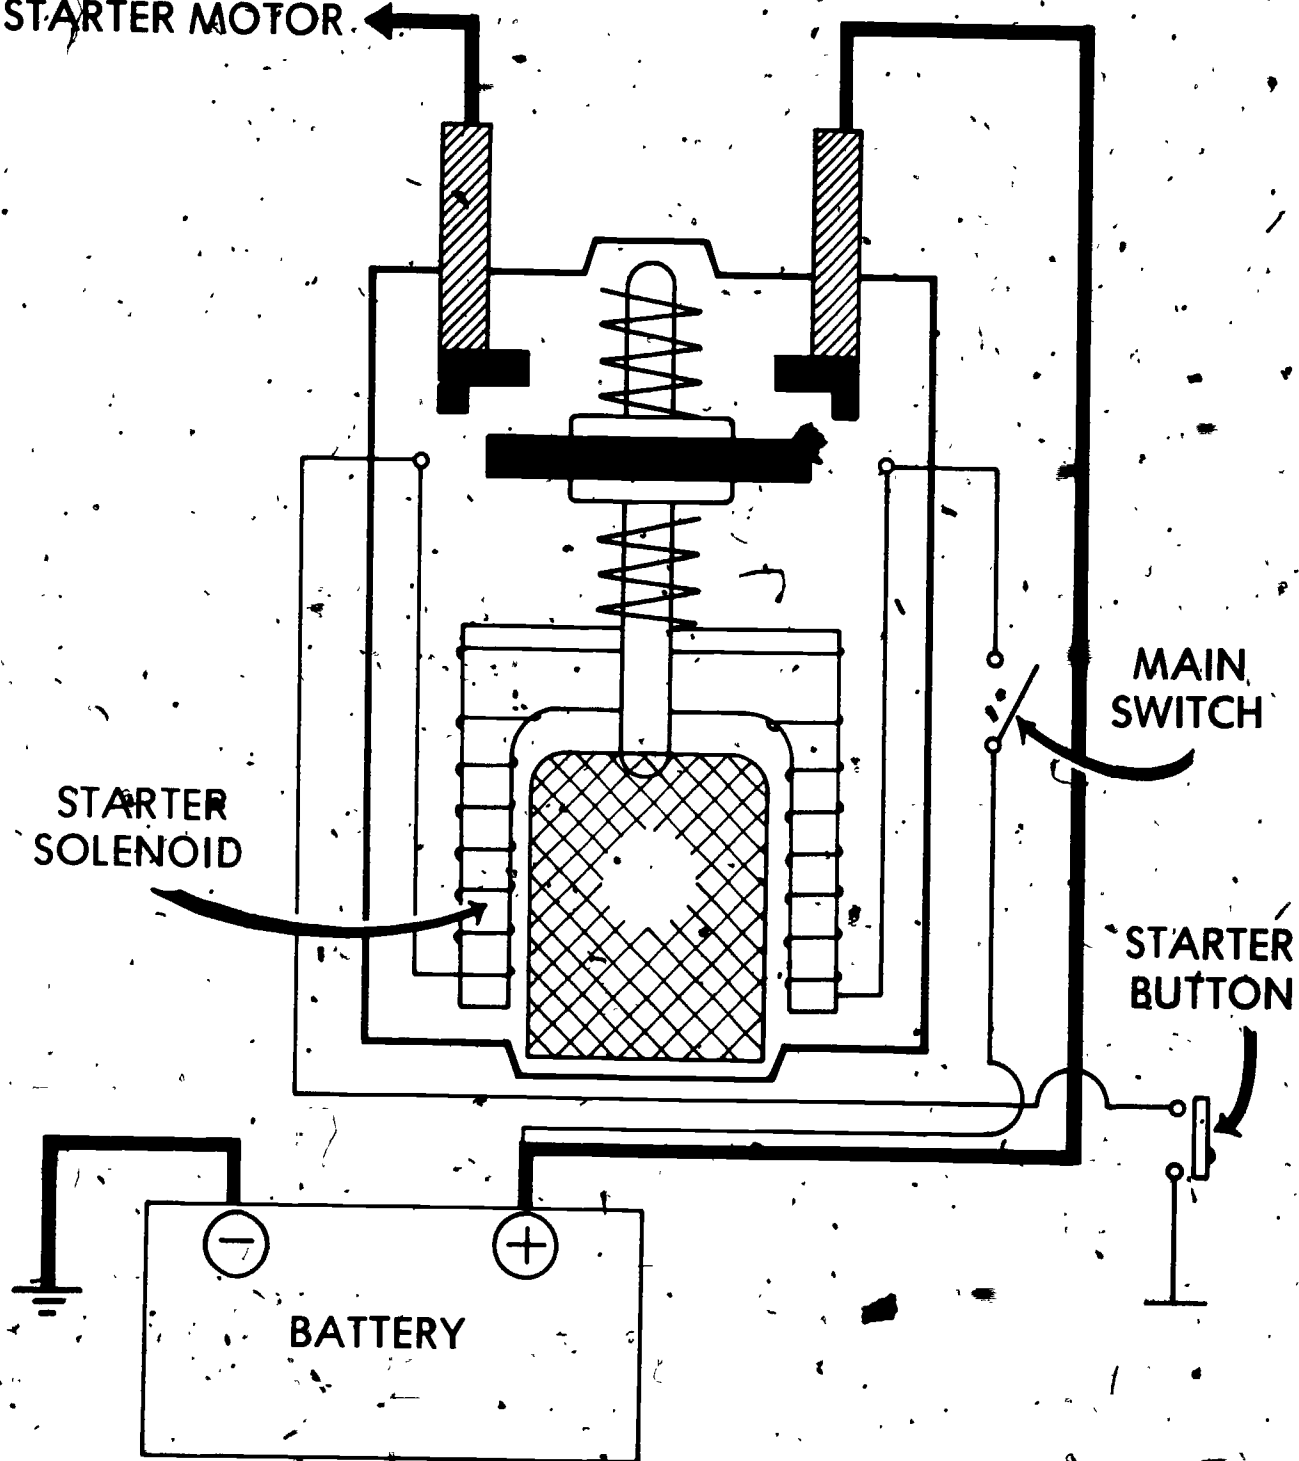 STARTER MOTOR
MAIN
SWITCH
STARTER
SOLENOID
STARTER
BUTTON
−
+
BATTERY